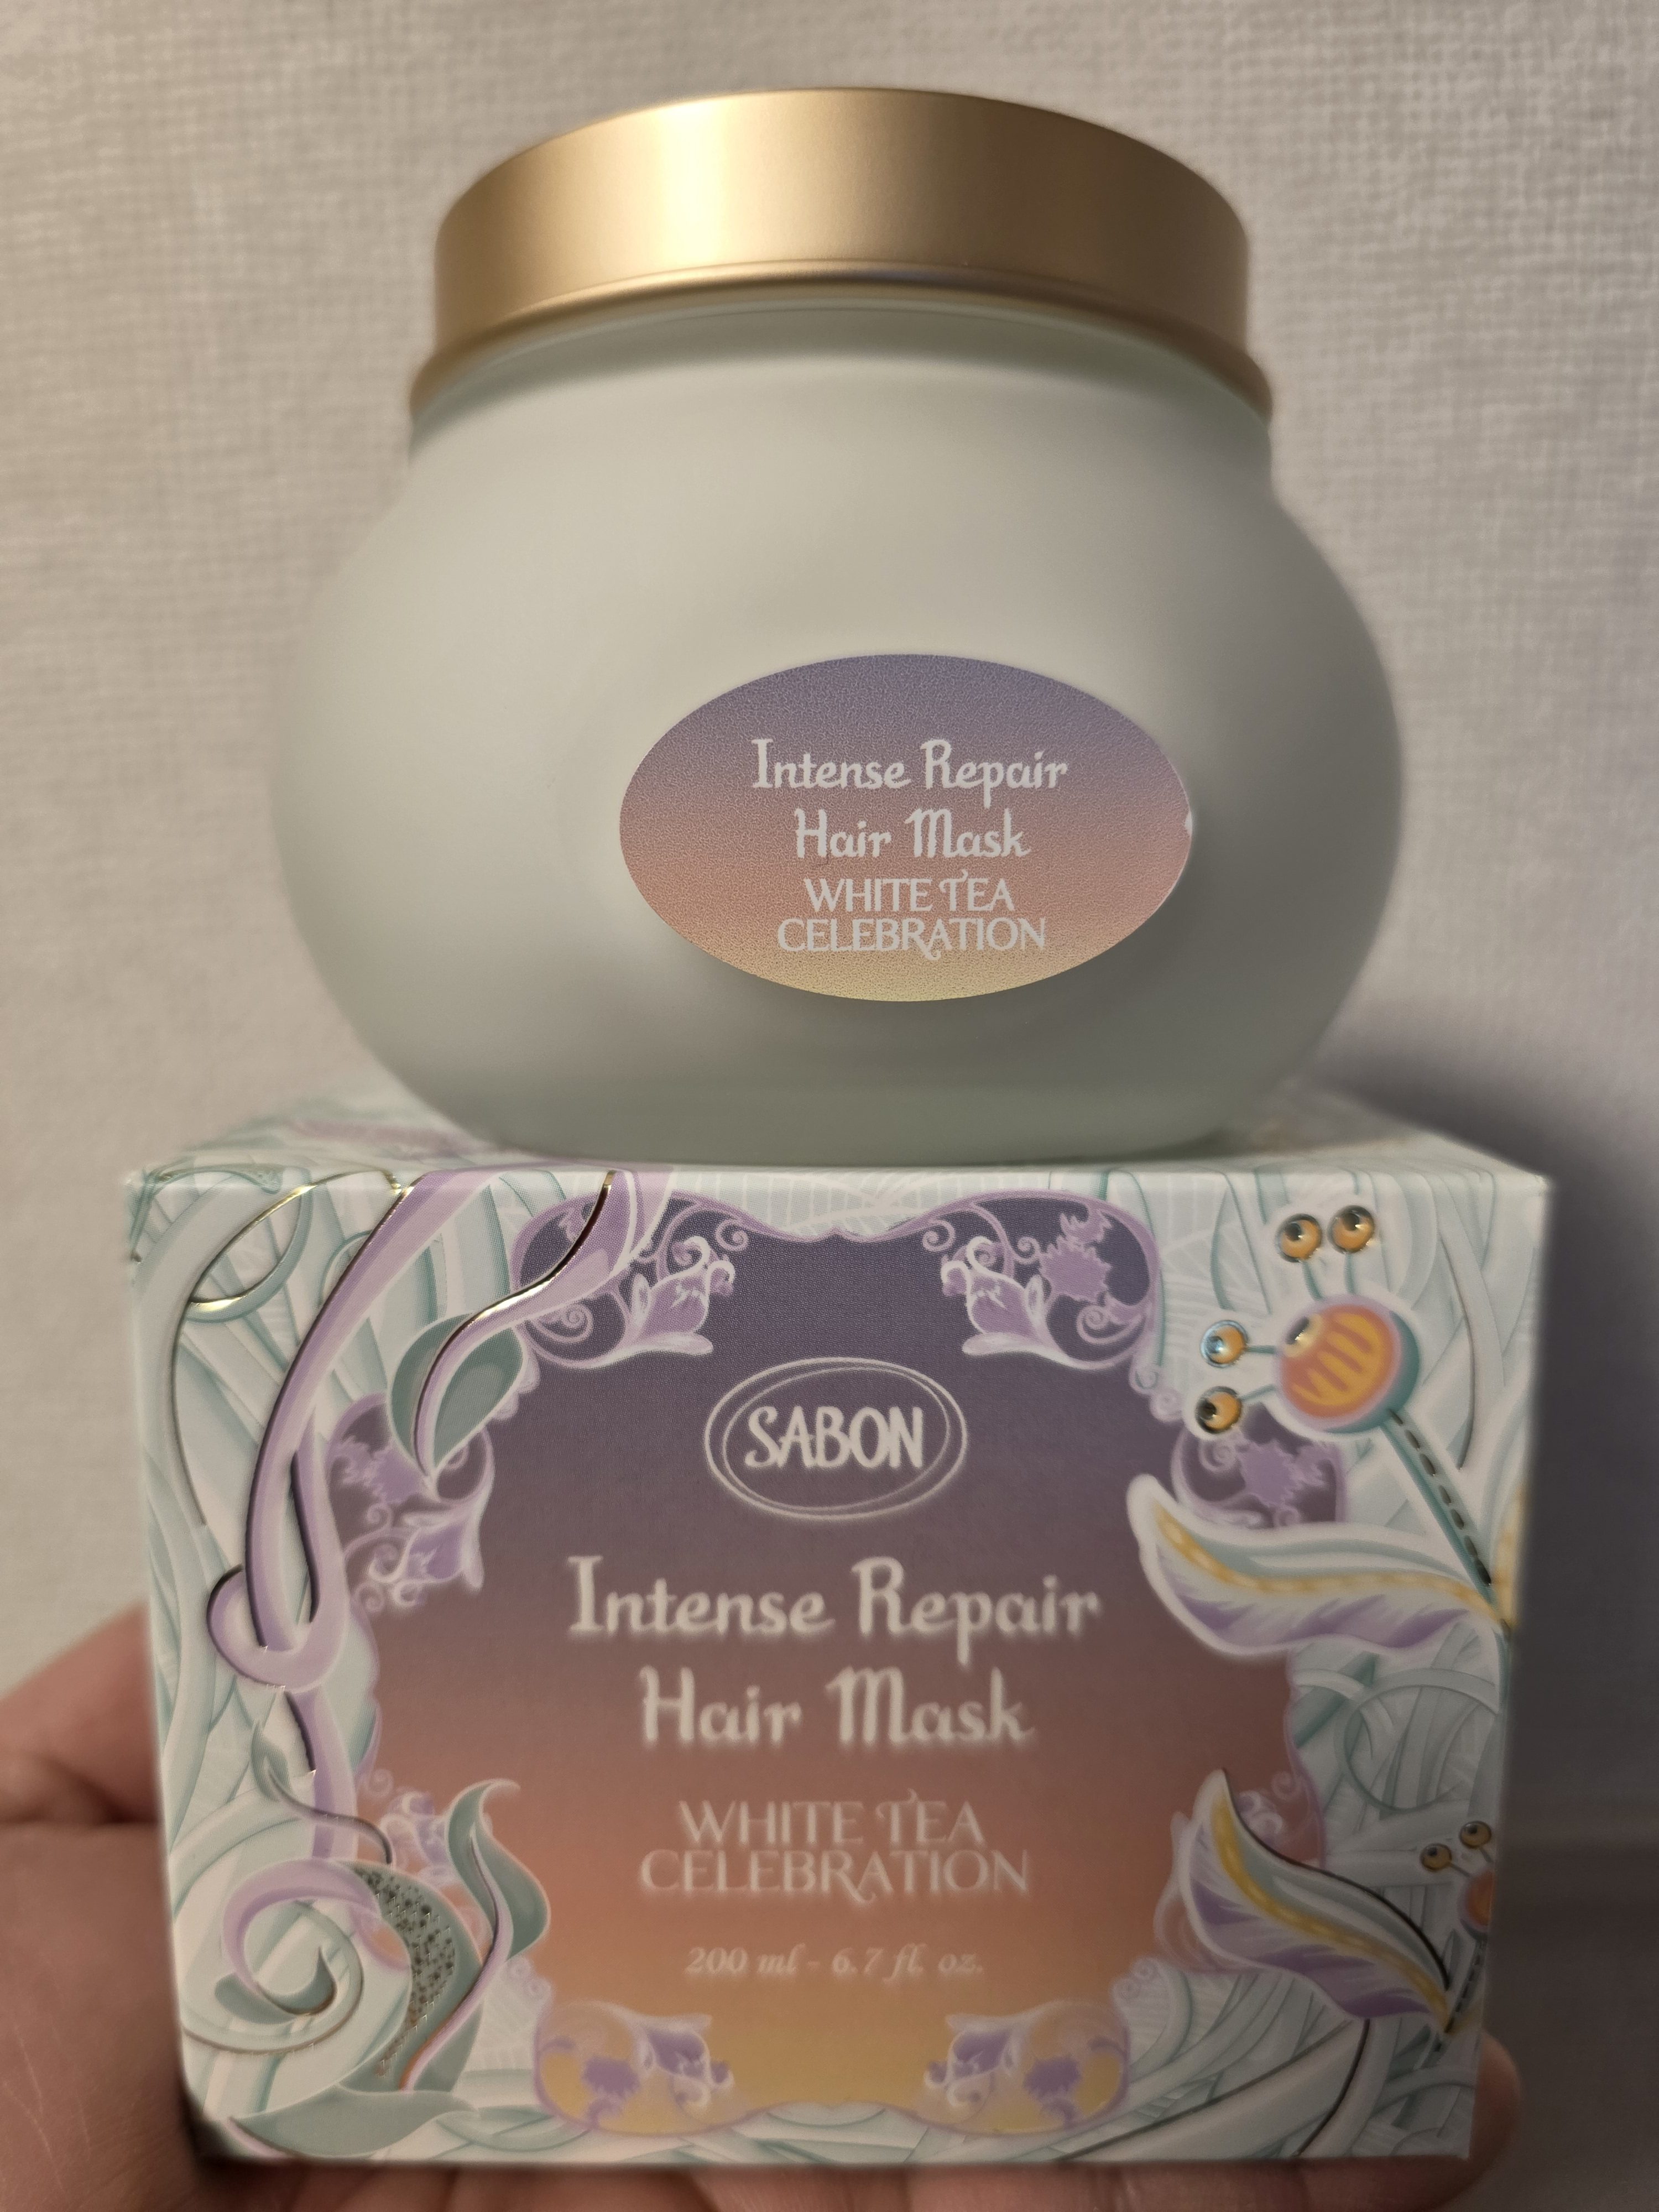 Intense Repair
Hair Mask
WHITE TEA
CELEBRATION
SABON
Intense Repair
Hair Mask
WHITE TEA
CELEBRATION
200 ml - 6.7 fl. oz.